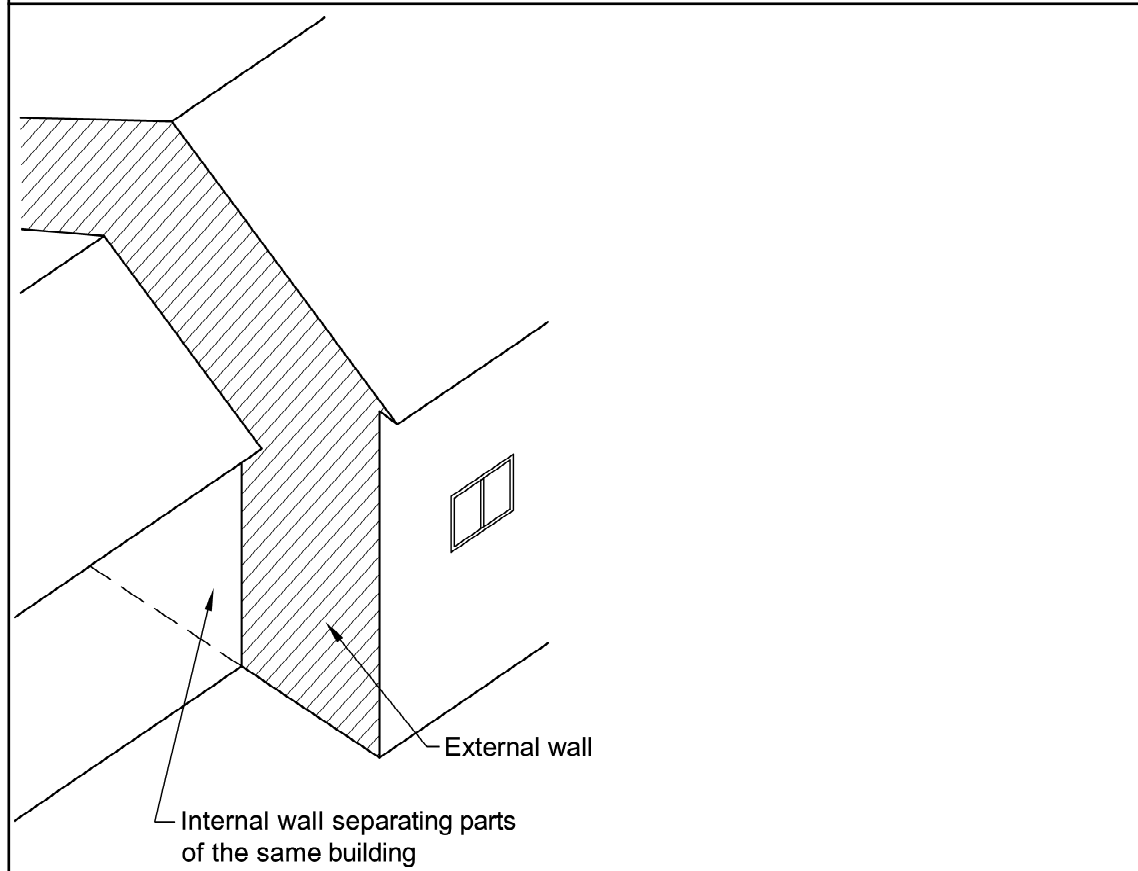 External wall
Internal wall separating parts
of the same building